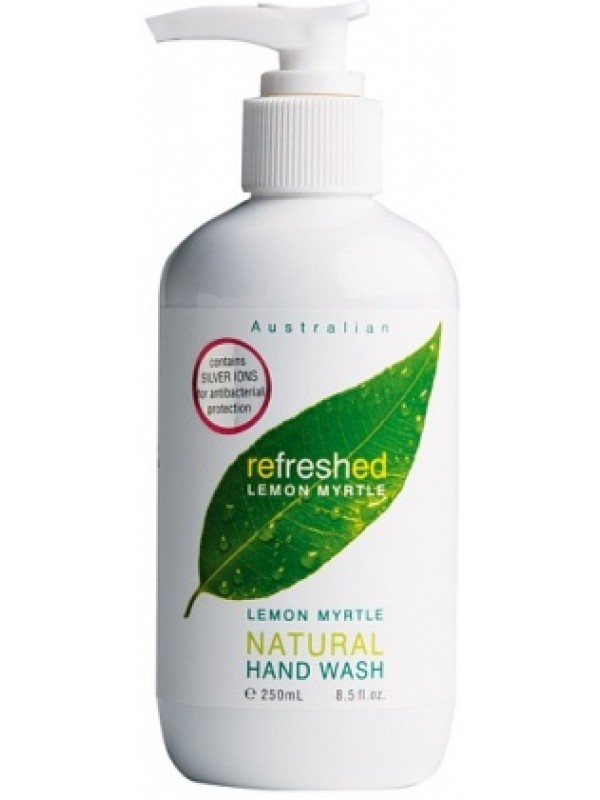 Australian
contains
SILVER IONS
for antibacterial
protection
refreshed
LEMON MYRTLE
LEMON MYRTLE
NATURAL
HAND WASH
℮ 250mL 8.5 fl.oz.